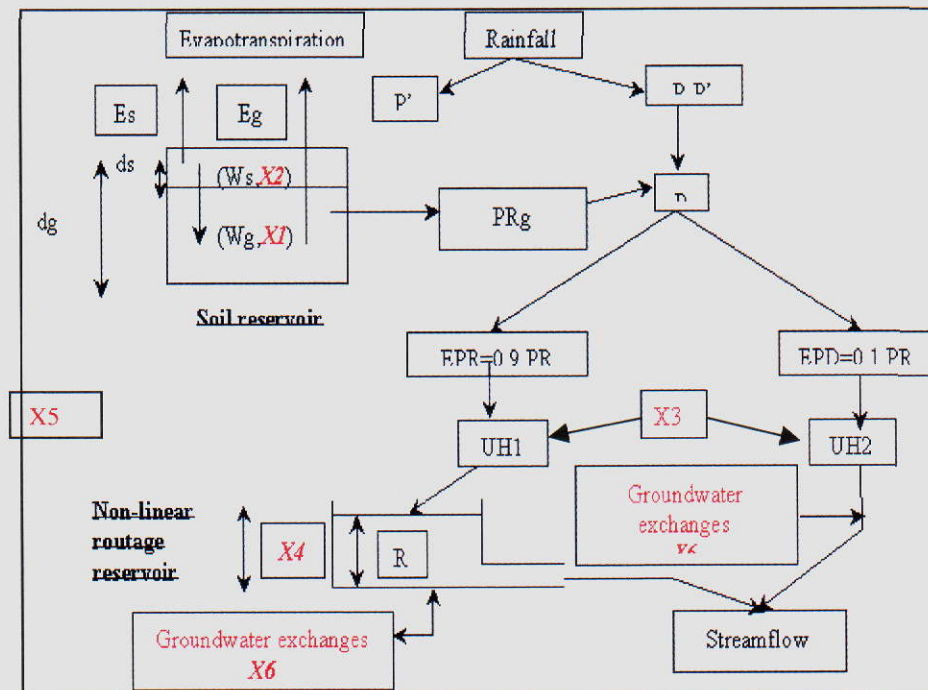 Evapotranspiration
Rainfall
P'
Es
Eg
ds
(Ws,X2)
dg
(Wg,X1)
PRg
Soil reservoir
EPR=0.9 PR
EPD=0.1 PR
X5
X3
UH1
UH2
Groundwater
exchanges
Non-linear
routage
reservoir
X4
R
Groundwater exchanges
X6
Streamflow